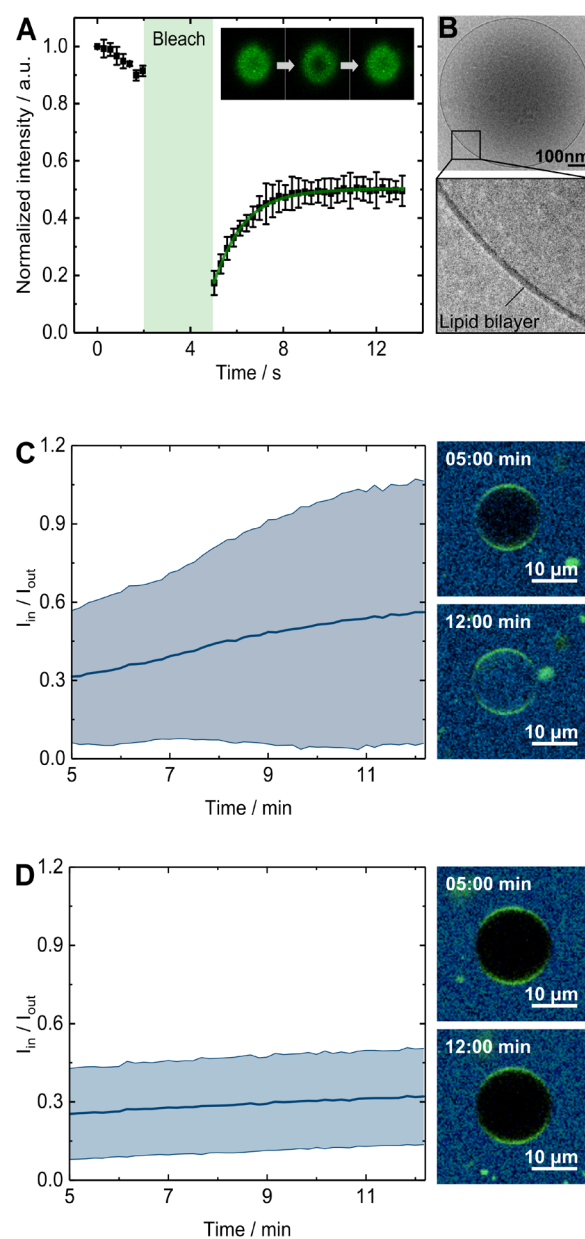 A
Bleach
Normalized intensity / a.u.
1.0
0.8
0.6
0.4
0.2
0.0
0
4
8
12
Time / s
B
100nm
Lipid bilayer
C
I_in / I_out
1.2
0.9
0.6
0.3
0.0
5
7
9
11
Time / min
05:00 min
10 µm
12:00 min
10 µm
D
I_in / I_out
1.2
0.9
0.6
0.3
0.0
5
7
9
11
Time / min
05:00 min
10 µm
12:00 min
10 µm